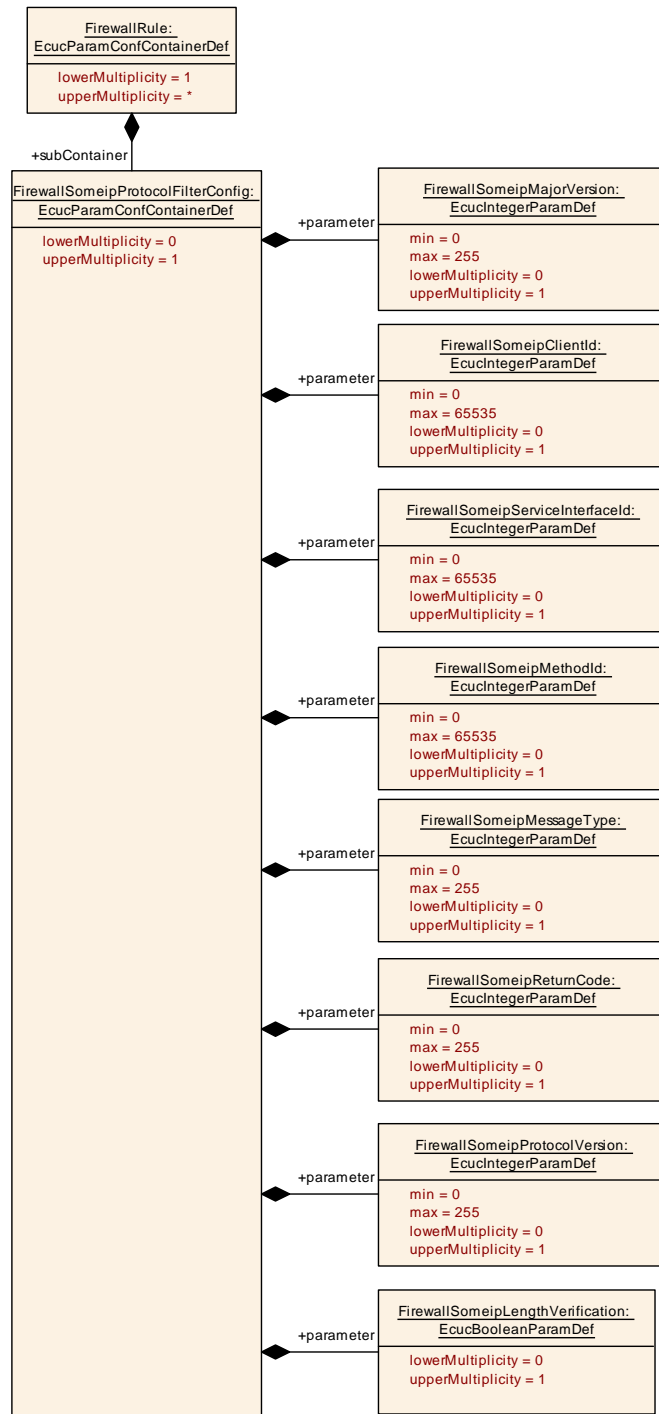 FirewallRule:
EcucParamConfContainerDef
lowerMultiplicity = 1
upperMultiplicity = *
+subContainer
FirewallSomeipProtocolFilterConfig:
EcucParamConfContainerDef
lowerMultiplicity = 0
upperMultiplicity = 1
+parameter
FirewallSomeipMajorVersion:
EcucIntegerParamDef
min = 0
max = 255
lowerMultiplicity = 0
upperMultiplicity = 1
+parameter
FirewallSomeipClientId:
EcucIntegerParamDef
min = 0
max = 65535
lowerMultiplicity = 0
upperMultiplicity = 1
+parameter
FirewallSomeipServiceInterfaceId:
EcucIntegerParamDef
min = 0
max = 65535
lowerMultiplicity = 0
upperMultiplicity = 1
+parameter
FirewallSomeipMethodId:
EcucIntegerParamDef
min = 0
max = 65535
lowerMultiplicity = 0
upperMultiplicity = 1
+parameter
FirewallSomeipMessageType:
EcucIntegerParamDef
min = 0
max = 255
lowerMultiplicity = 0
upperMultiplicity = 1
+parameter
FirewallSomeipReturnCode:
EcucIntegerParamDef
min = 0
max = 255
lowerMultiplicity = 0
upperMultiplicity = 1
+parameter
FirewallSomeipProtocolVersion:
EcucIntegerParamDef
min = 0
max = 255
lowerMultiplicity = 0
upperMultiplicity = 1
+parameter
FirewallSomeipLengthVerification:
EcucBooleanParamDef
lowerMultiplicity = 0
upperMultiplicity = 1